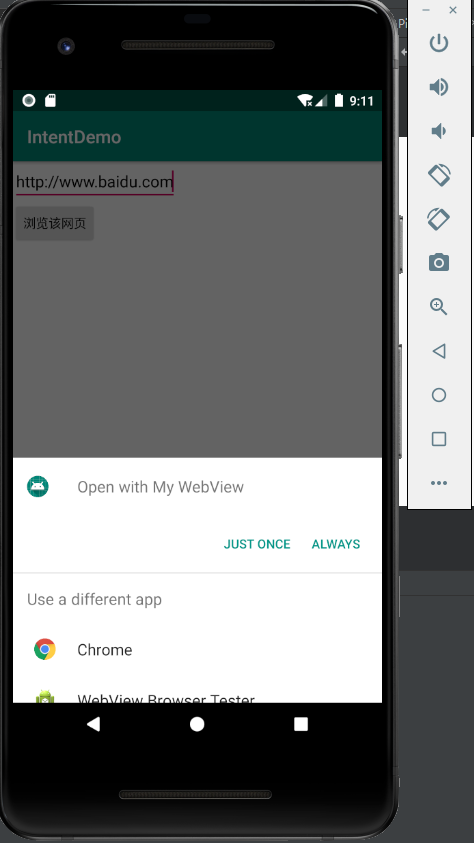 9:11
IntentDemo
http://www.baidu.com
浏览该网页
Open with My WebView
JUST ONCE ALWAYS
Use a different app
Chrome
WebView Browser Tester
Pi